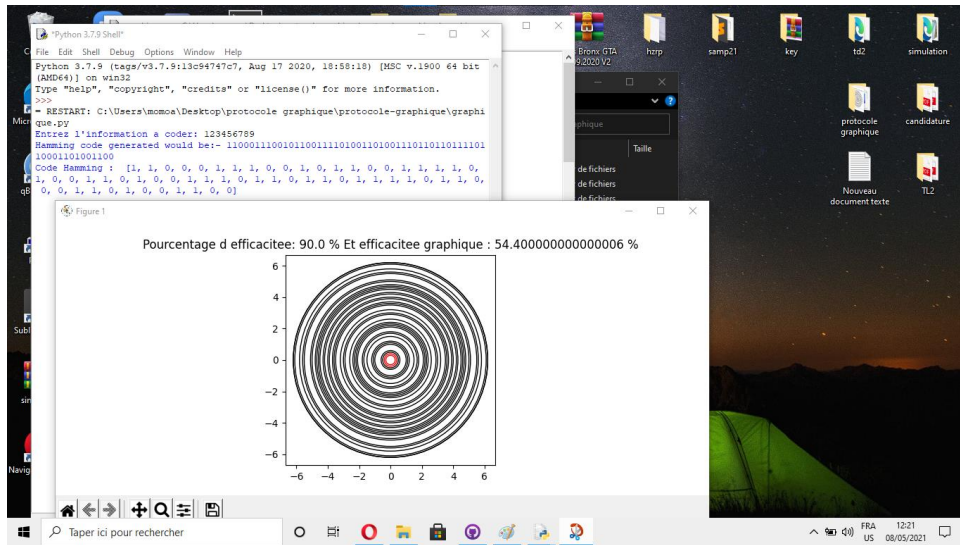 *Python 3.7.9 Shell*
File Edit Shell Debug Options Window Help
Python 3.7.9 (tags/v3.7.9:13c94747c7, Aug 17 2020, 18:58:18) [MSC v.1900 64 bit
(AMD64)] on win32
Type "help", "copyright", "credits" or "license()" for more information.
>>>
= RESTART: C:\Users\momoa\Desktop\protocole graphique\protocole-graphique\graphi
que.py
Entrez l'information a coder: 123456789
Hamming code generated would be:-
10001101001100
Code Hamming : [1, 1, 0, 0, 0, 1, 1, 1, 0, 0, 1, 0, 1, 1, 0, 0, 1, 1, 1, 1, 0,
1, 0, 0, 1, 1, 0, 1, 0, 0, 1, 1, 1, 0, 1, 1, 0, 1, 1, 0, 1, 1, 1, 1, 0, 1, 1, 0,
0, 0, 1, 1, 0, 1, 0, 0, 1, 1, 0, 0]
Bronx GTA
09.2020 V2
hzrp
samp21
key
td2
simulation
phique
Taille
de fichiers
de fichiers
de fichiers
protocole
graphique
candidature
Nouveau
document texte
TL2
Micr
qB
Subl
sin
Navig
Figure 1
Pourcentage d efficacitee: 90.0 % Et efficacitee graphique : 54.400000000000006 %
6
4
2
0
−2
−4
−6
−6 −4 −2 0 2 4 6
Taper ici pour rechercher
FRA
US
12:21
08/05/2021